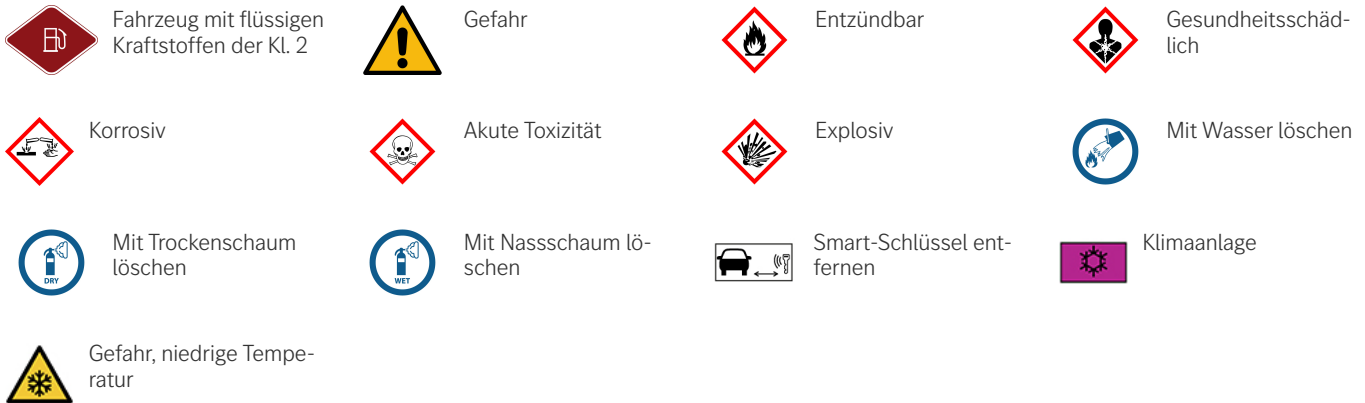 Fahrzeug mit flüssigen
Kraftstoffen der Kl. 2
Gefahr
Entzündbar
Gesundheitsschäd-
lich
Korrosiv
Akute Toxizität
Explosiv
Mit Wasser löschen
Mit Trockenschaum
löschen
DRY
Mit Nassschaum lö-
schen
WET
Smart-Schlüssel ent-
fernen
Klimaanlage
Gefahr, niedrige Tempe-
ratur